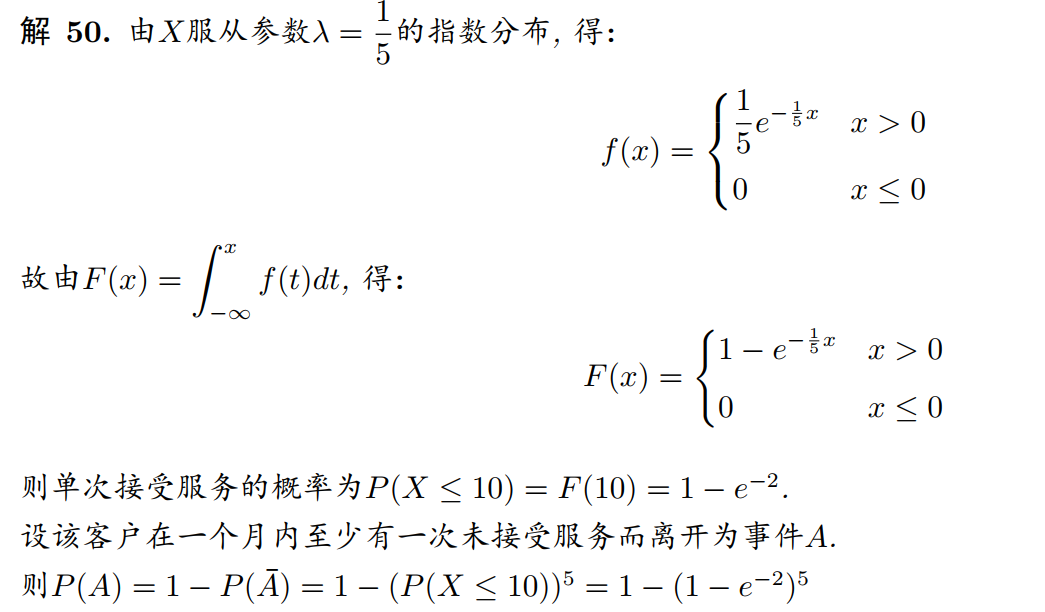 解 50. 由X服从参数λ = 1/5 的指数分布, 得:
f(x) = { 1/5 e^{-1/5 x}   x > 0
0   x ≤ 0
故由F(x) = ∫_{-∞}^{x} f(t)dt, 得:
F(x) = { 1 − e^{-1/5 x}   x > 0
0   x ≤ 0
则单次接受服务的概率为P(X ≤ 10) = F(10) = 1 − e^{−2}.
设该客户在一个月内至少有一次未接受服务而离开为事件A.
则P(A) = 1 − P(Ā) = 1 − (P(X ≤ 10))^5 = 1 − (1 − e^{−2})^5